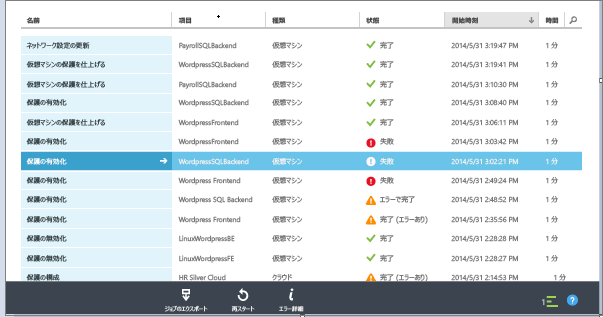 名前 項目 種類 状態 開始時刻 時間
ネットワーク設定の更新 PayrollSQLBackend 仮想マシン 完了 2014/5/31 3:19:47 PM 1 分
仮想マシンの保護を仕上げる WordpressSQLBackend 仮想マシン 完了 2014/5/31 3:19:41 PM 1 分
仮想マシンの保護を仕上げる PayrollSQLBackend 仮想マシン 完了 2014/5/31 3:10:30 PM 1 分
保護の有効化 WordpressSQLBackend 仮想マシン 完了 2014/5/31 3:08:40 PM 1 分
仮想マシンの保護を仕上げる WordpressFrontend 仮想マシン 完了 2014/5/31 3:06:11 PM 1 分
保護の有効化 WordpressFrontend 仮想マシン 失敗 2014/5/31 3:03:42 PM 1 分
保護の有効化 WordpressSQLBackend 仮想マシン 失敗 2014/5/31 3:02:21 PM 1 分
保護の有効化 Wordpress Frontend 仮想マシン 失敗 2014/5/31 2:49:24 PM 1 分
保護の有効化 Wordpress SQL Backend 仮想マシン エラーで完了 2014/5/31 2:48:52 PM 1 分
保護の有効化 Wordpress Frontend 仮想マシン 完了 (エラーあり) 2014/5/31 2:35:56 PM 1 分
保護の無効化 LinuxWordpressBE 仮想マシン 完了 2014/5/31 2:28:28 PM 1 分
保護の無効化 LinuxWordpressFE 仮想マシン 完了 2014/5/31 2:28:27 PM 1 分
保護の構成 HR Silver Cloud クラウド 完了 (エラーあり) 2014/5/31 2:14:53 PM 1 分
ジョブのエクスポート 再スタート エラー詳細 1 ?